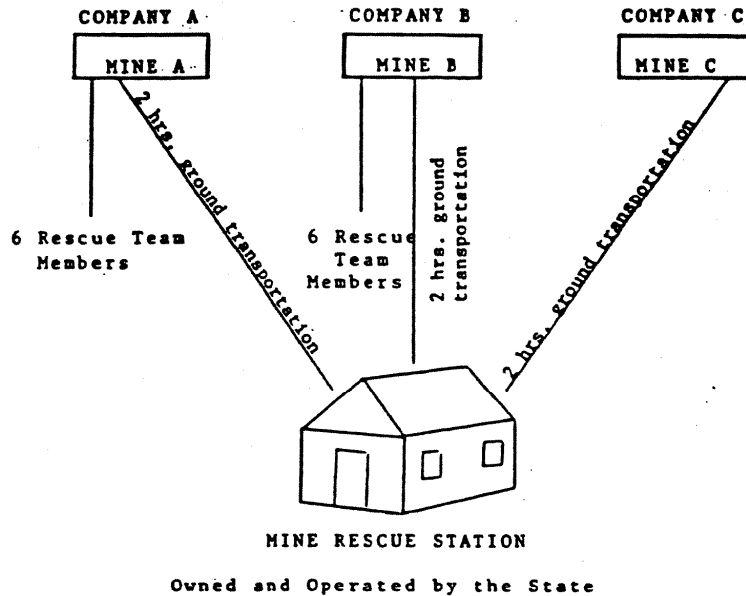 COMPANY A
COMPANY B
COMPANY C
MINE A
MINE B
MINE C
2 hrs. ground transportation
2 hrs. ground
transportation
2 hrs. ground transportation
6 Rescue Team
Members
6 Rescue
Team
Members
MINE RESCUE STATION
Owned and Operated by the State